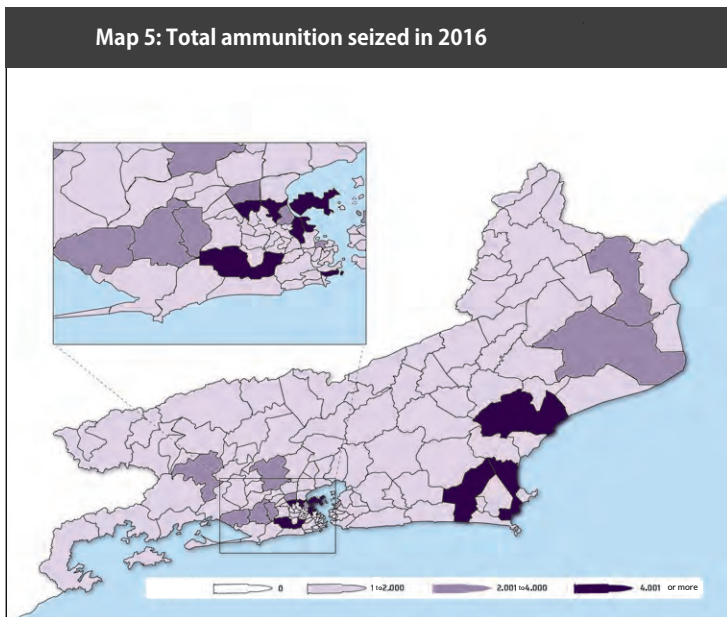 Map 5: Total ammunition seized in 2016
0 1 to 2.000 2.001 to 4.000 4.001 or more